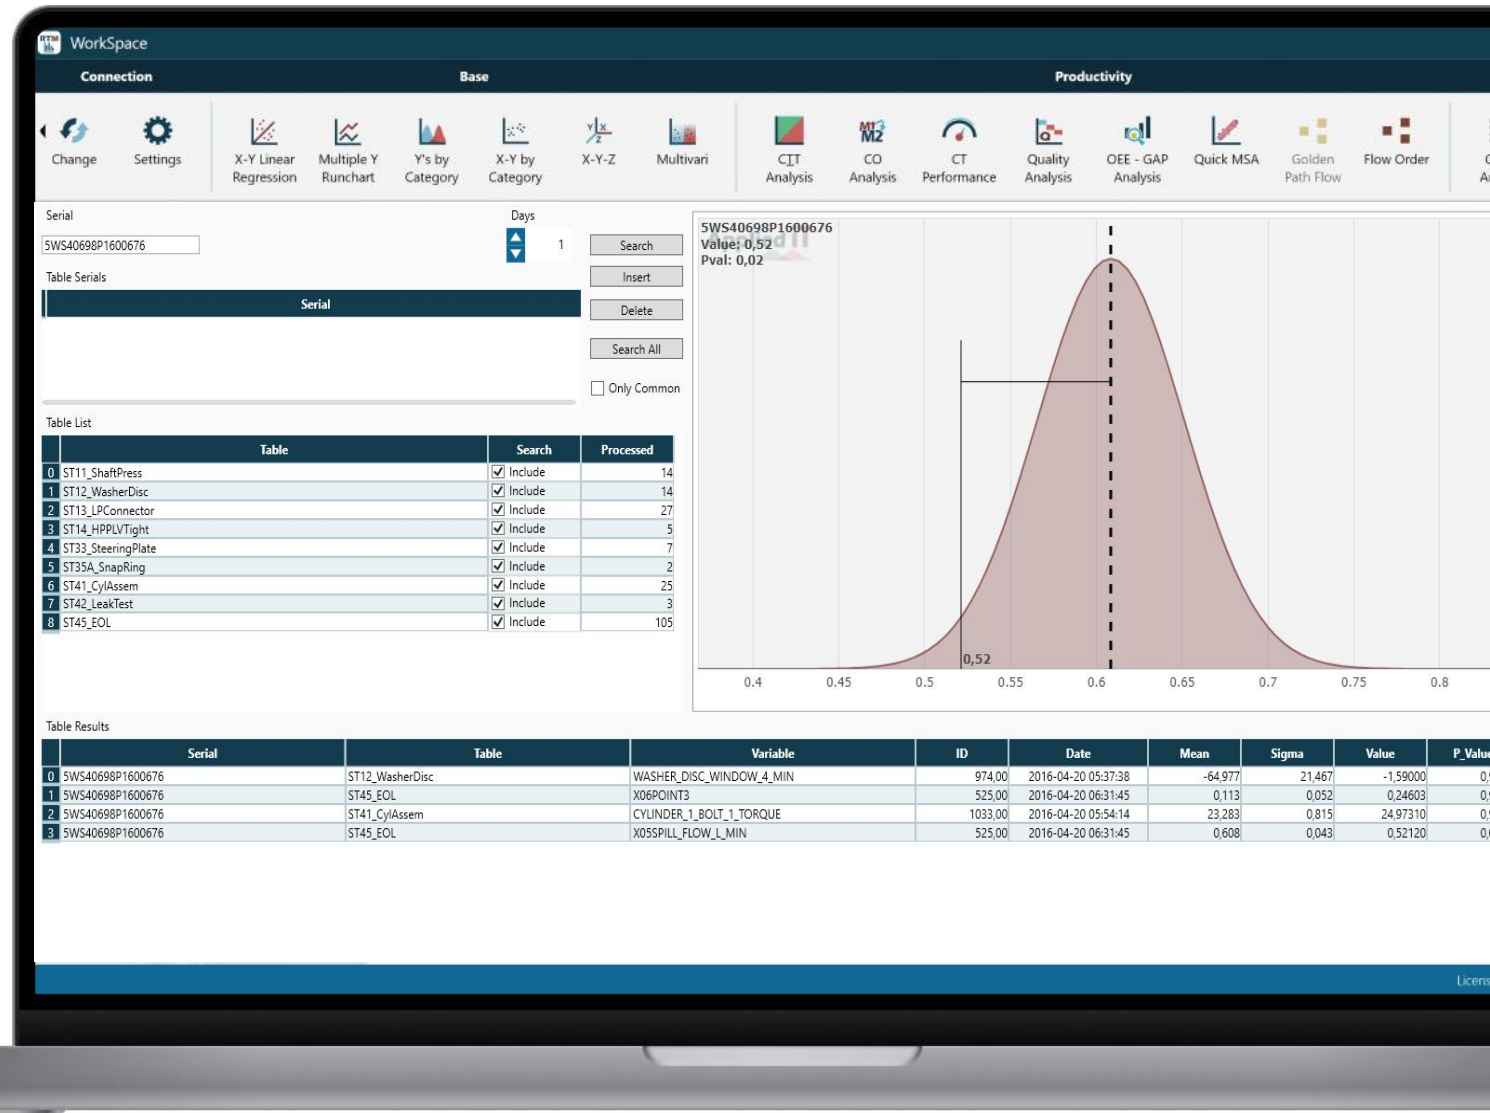 RTM
WorkSpace
Connection Base Productivity
Change Settings X-Y Linear Regression Multiple Y Runchart Y's by Category X-Y by Category X-Y-Z Multivari CIT Analysis CO Analysis CT Performance Quality Analysis OEE - GAP Analysis Quick MSA Golden Path Flow Flow Order
Serial Days
5WS40698P1600676 1 Search
Table Serials Insert
Serial
Delete
Search All
Only Common
Table List
Table Search Processed
0 ST11_ShaftPress Include 14
1 ST12_WasherDisc Include 14
2 ST13_LPConnector Include 27
3 ST14_HPPLVTight Include 5
4 ST33_SteeringPlate Include 7
5 ST35A_SnapRing Include 2
6 ST41_CylAssem Include 25
7 ST42_LeakTest Include 3
8 ST45_EOL Include 105
5WS40698P1600676
Value: 0,52
Pval: 0,02
Applied IT
0,52
0.4 0.45 0.5 0.55 0.6 0.65 0.7 0.75 0.8
Table Results
Serial Table Variable ID Date Mean Sigma Value P_Value
0 5WS40698P1600676 ST12_WasherDisc WASHER_DISC_WINDOW_4_MIN 974,00 2016-04-20 05:37:38 -64,977 21,467 -1,59000
1 5WS40698P1600676 ST45_EOL X06POINT3 525,00 2016-04-20 06:31:45 0,113 0,052 0,24603
2 5WS40698P1600676 ST41_CylAssem CYLINDER_1_BOLT_1_TORQUE 1033,00 2016-04-20 05:54:14 23,283 0,815 24,97310
3 5WS40698P1600676 ST45_EOL X05SPILL_FLOW_L_MIN 525,00 2016-04-20 06:31:45 0,608 0,043 0,52120
Licens